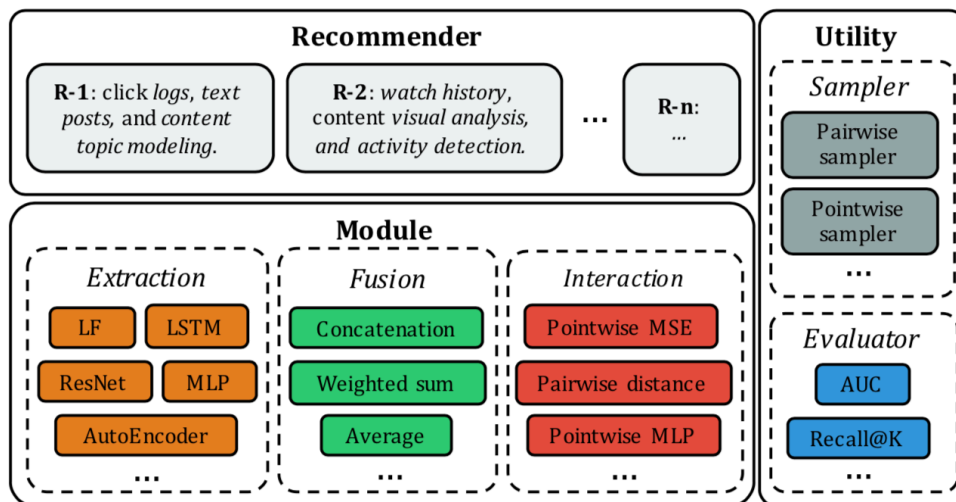 Recommender
R-1: click logs, text
posts, and content
topic modeling.
R-2: watch history,
content visual analysis,
and activity detection.
...
R-n:
...
Module
Extraction
LF
LSTM
ResNet
MLP
AutoEncoder
...
Fusion
Concatenation
Weighted sum
Average
...
Interaction
Pointwise MSE
Pairwise distance
Pointwise MLP
...
Utility
Sampler
Pairwise
sampler
Pointwise
sampler
...
Evaluator
AUC
Recall@K
...